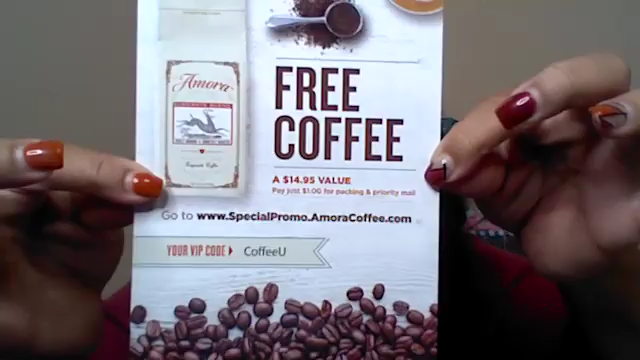 Amora
FREE
COFFEE
A $14.95 VALUE
Pay just $1.00 for packing & priority mail
Go to www.SpecialPromo.AmoraCoffee.com
YOUR VIP CODE CoffeeU